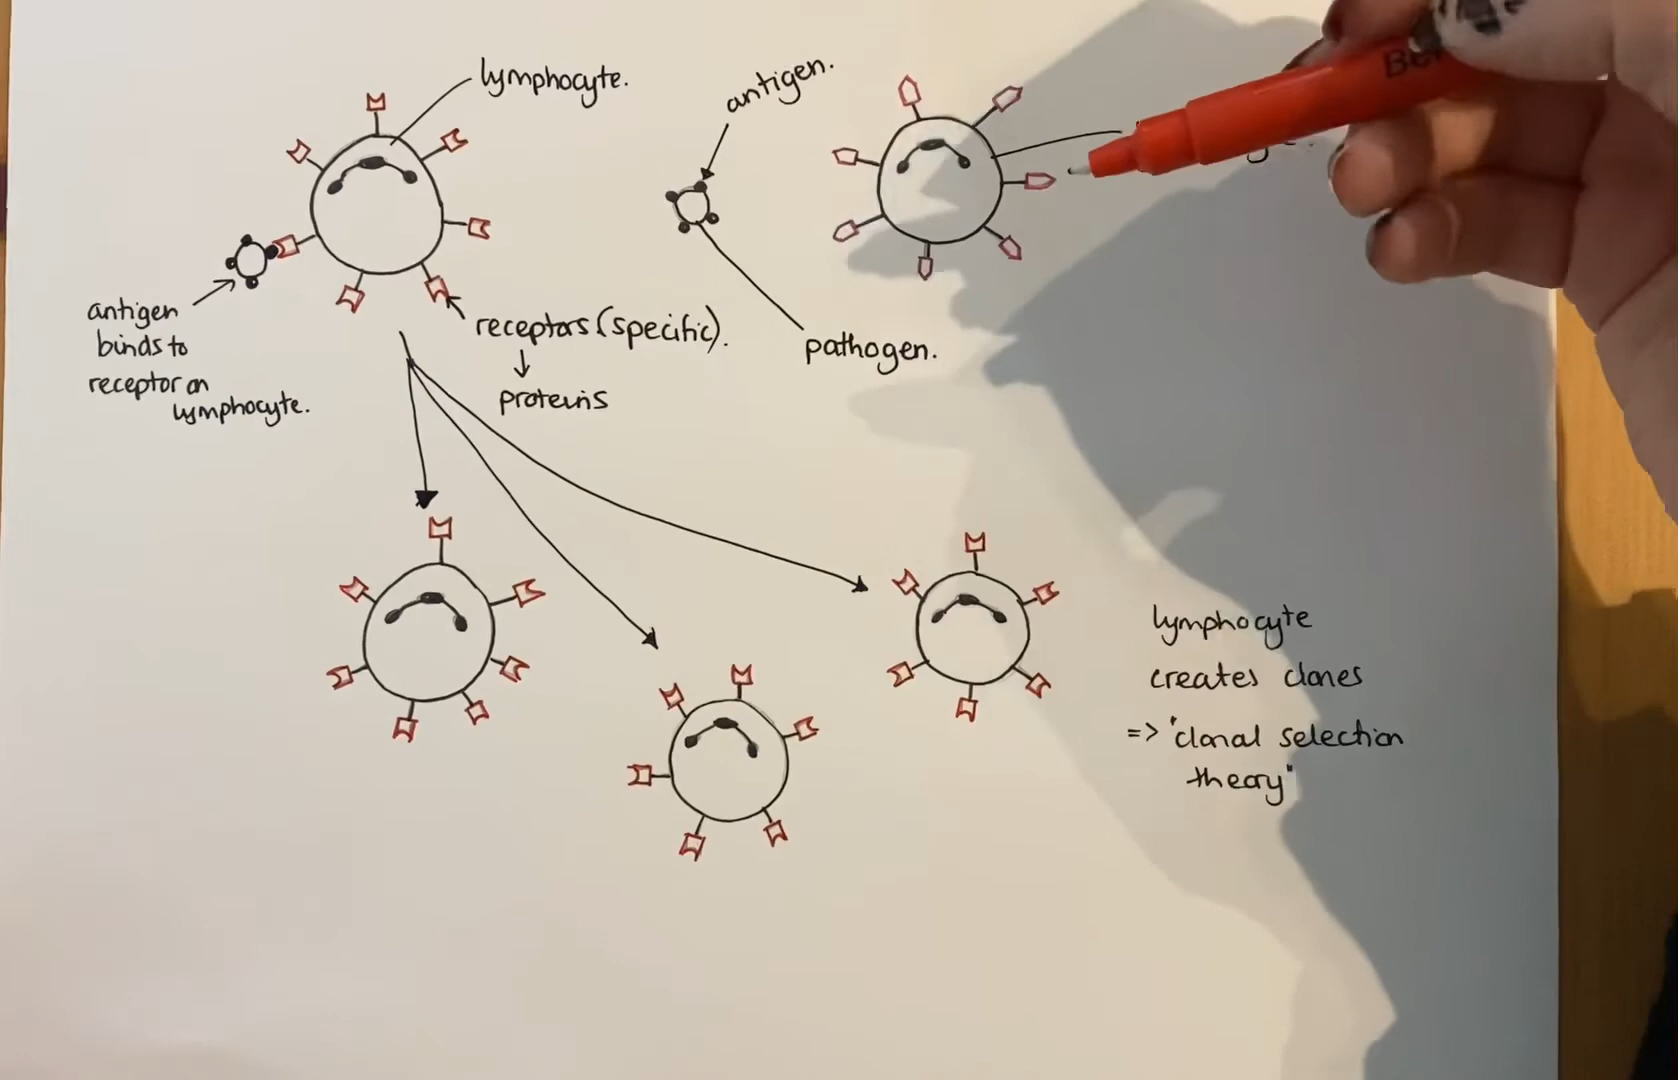 lymphocyte.
antigen.
antigen
binds to
receptor on
lymphocyte.
receptors (specific).
↓
proteins
pathogen.
lymphocyte
creates clones
=> "clonal selection
theory"